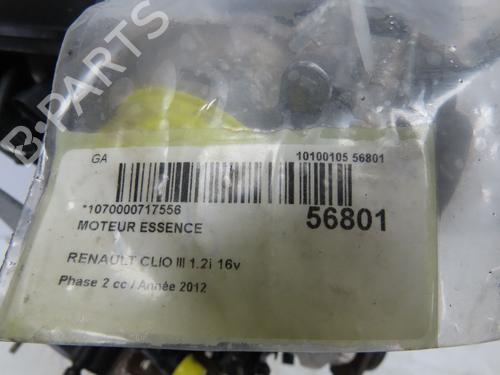 B-PARTS
GA 10100105 56801
*1070000717556 56801
MOTEUR ESSENCE
RENAULT CLIO III 1.2i 16v
Phase 2 cc / Année 2012